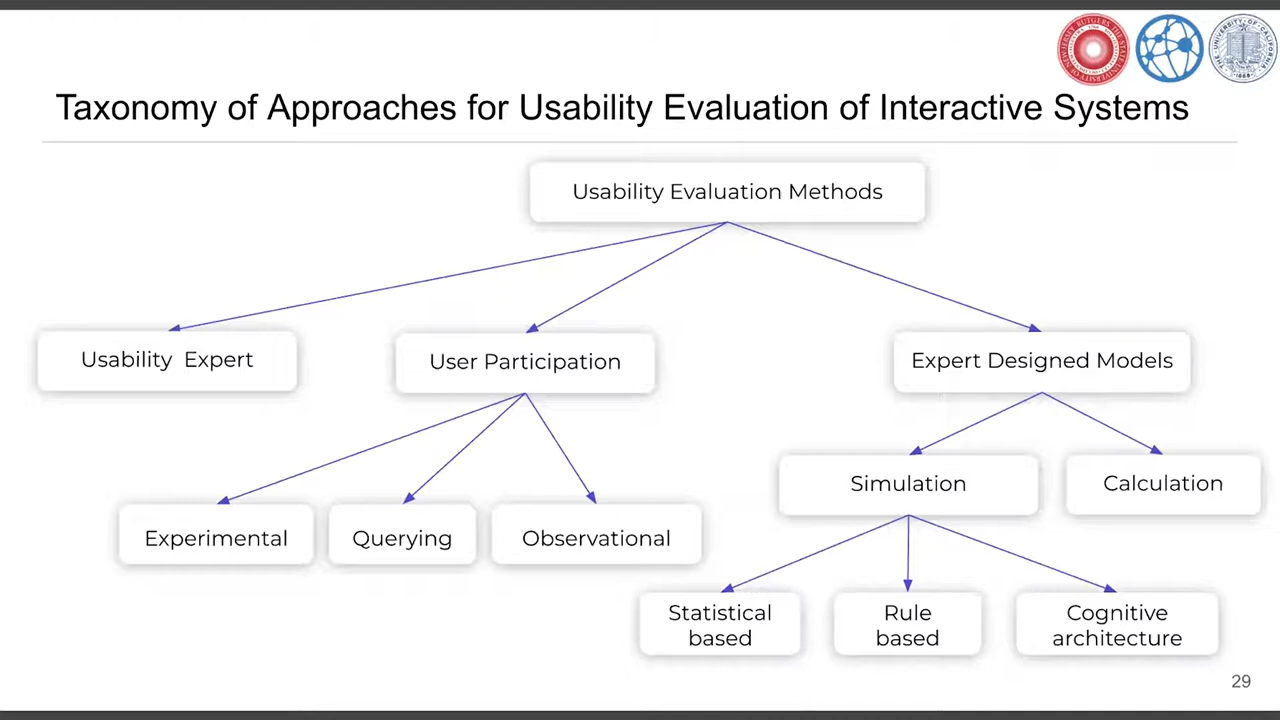 Taxonomy of Approaches for Usability Evaluation of Interactive Systems
Usability Evaluation Methods
Usability Expert
User Participation
Expert Designed Models
Simulation
Calculation
Experimental
Querying
Observational
Statistical
based
Rule
based
Cognitive
architecture
29